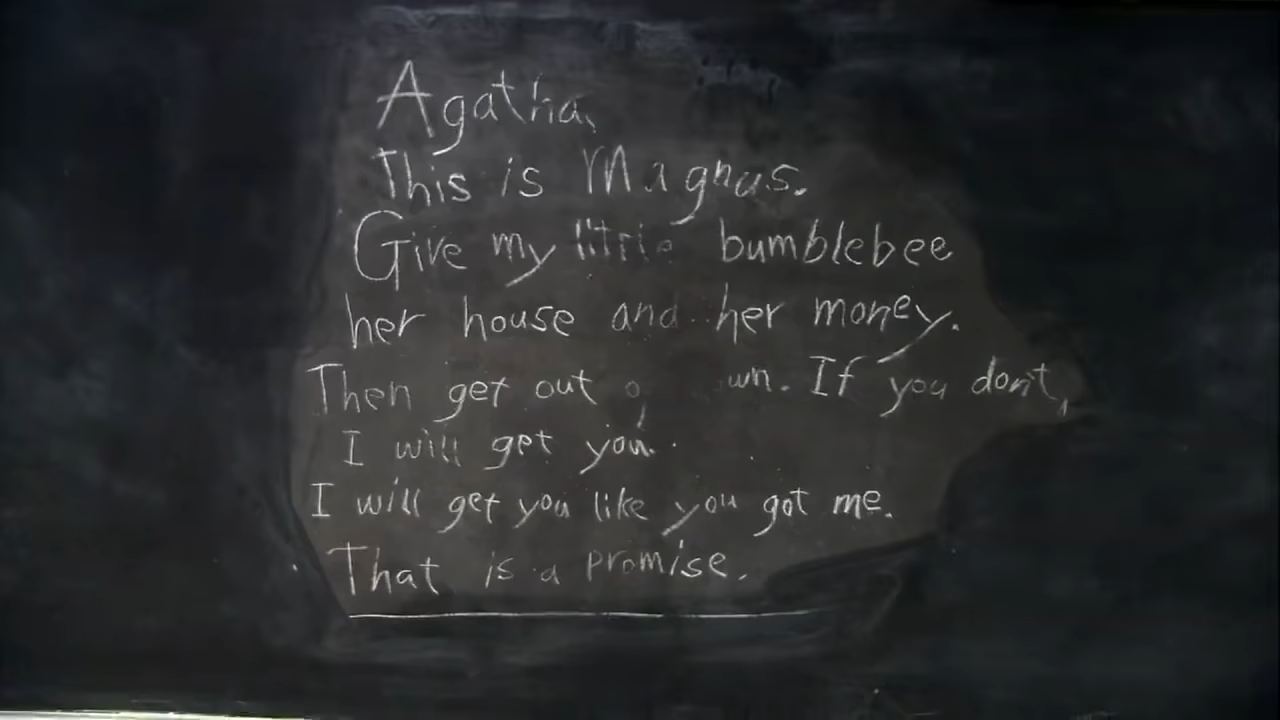 Agatha,
This is Magnus.
Give my little bumblebee
her house and her money.
Then get out If you don't,
I will get you.
I will get you like you got me.
That is a promise.